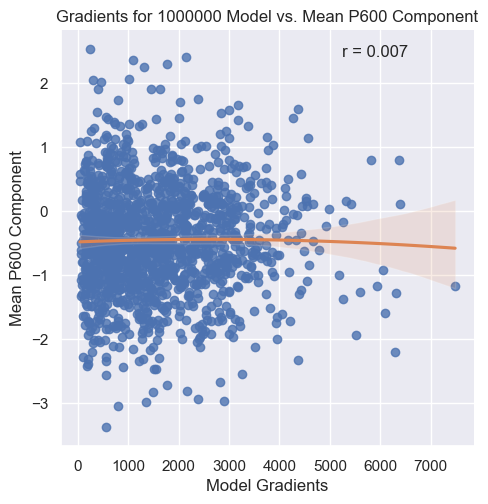 Gradients for 1000000 Model vs. Mean P600 Component
r = 0.007
Mean P600 Component
2
1
0
−1
−2
−3
0 1000 2000 3000 4000 5000 6000 7000
Model Gradients